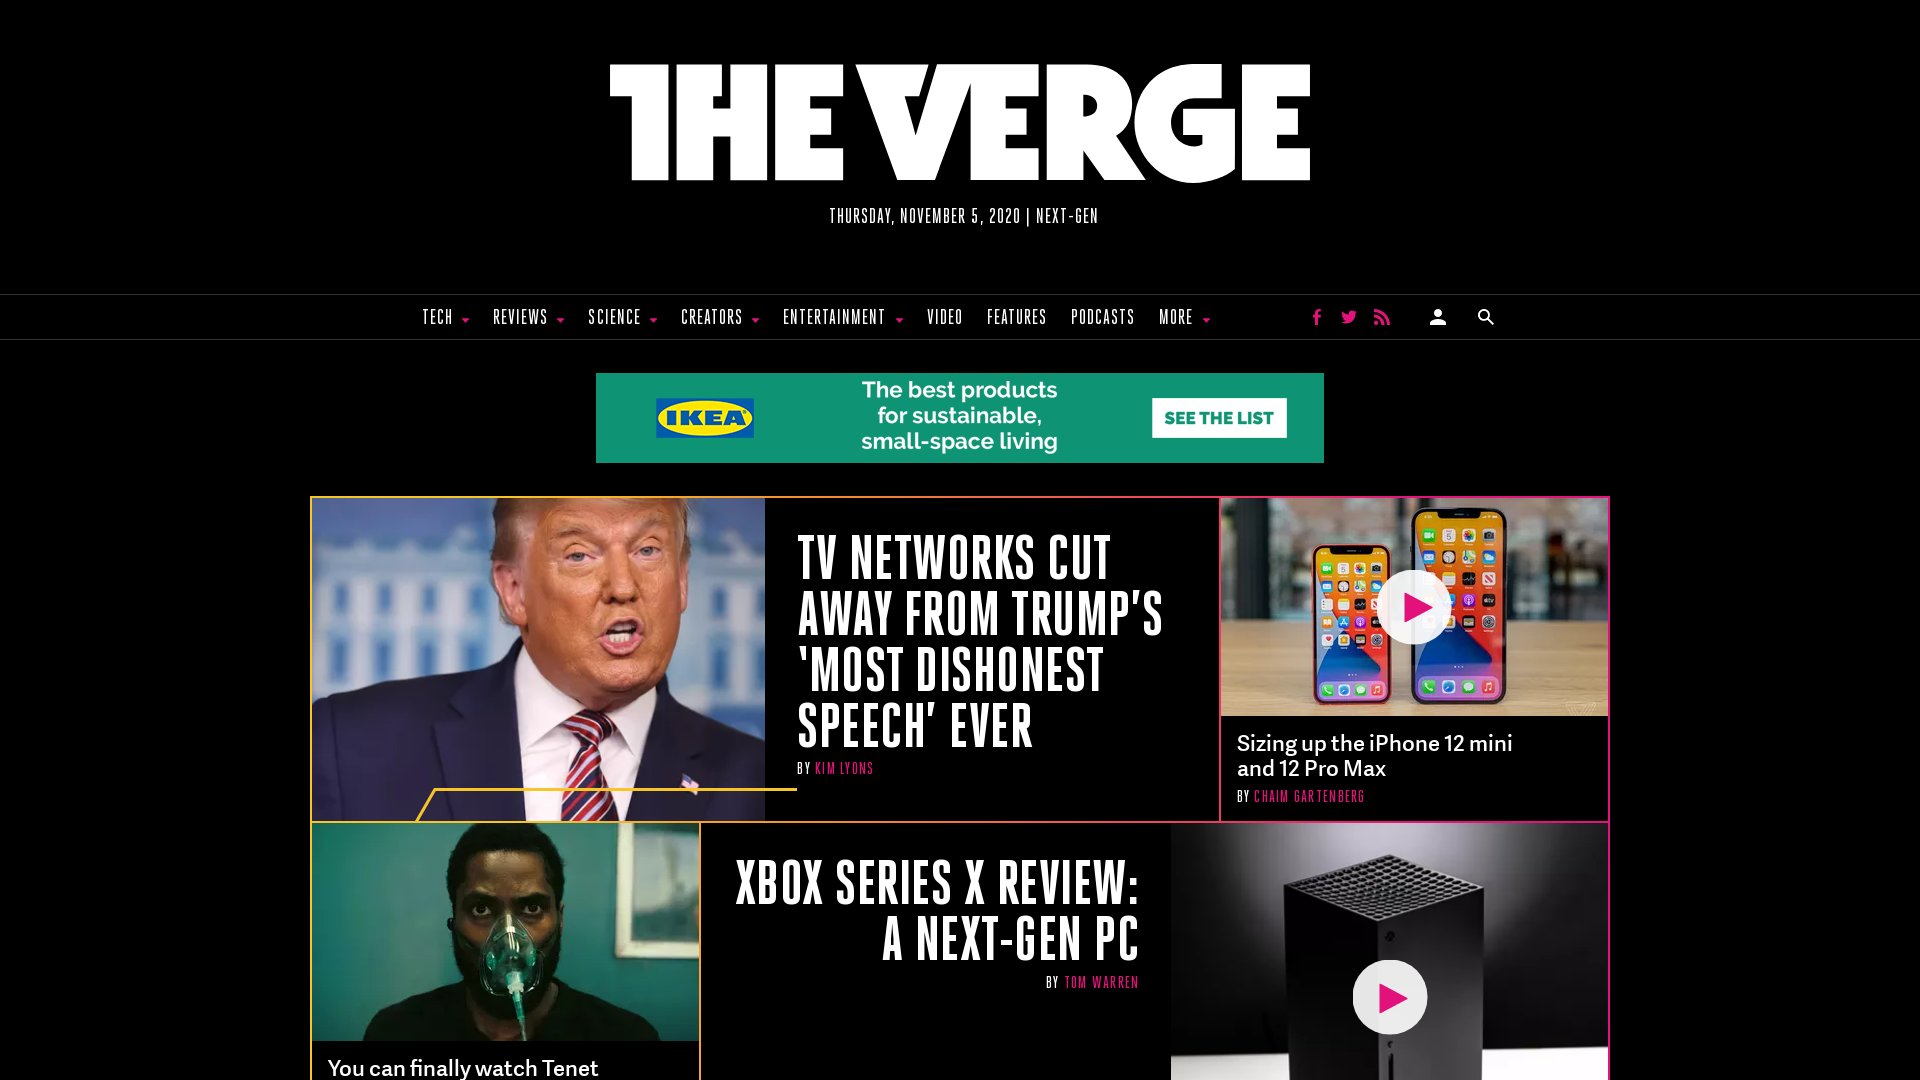 THE VERGE
THURSDAY, NOVEMBER 5, 2020 | NEXT-GEN
TECH REVIEWS SCIENCE CREATORS ENTERTAINMENT VIDEO FEATURES PODCASTS MORE
IKEA
The best products
for sustainable,
small-space living
SEE THE LIST
TV NETWORKS CUT
AWAY FROM TRUMP'S
'MOST DISHONEST
SPEECH' EVER
BY KIM LYONS
Sizing up the iPhone 12 mini
and 12 Pro Max
BY CHAIM GARTENBERG
You can finally watch Tenet
XBOX SERIES X REVIEW:
A NEXT-GEN PC
BY TOM WARREN